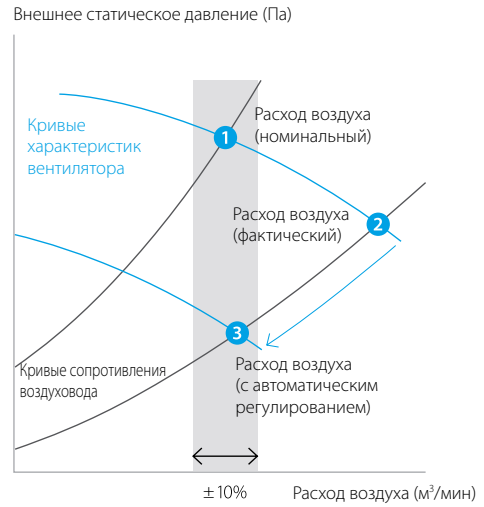 Внешнее статическое давление (Па)
Кривые
характеристик
вентилятора
1
Расход воздуха
(номинальный)
Расход воздуха
(фактический)
2
3
Кривые сопротивления
воздуховода
Расход воздуха
(с автоматическим
регулированием)
±10%
Расход воздуха (м³/мин)